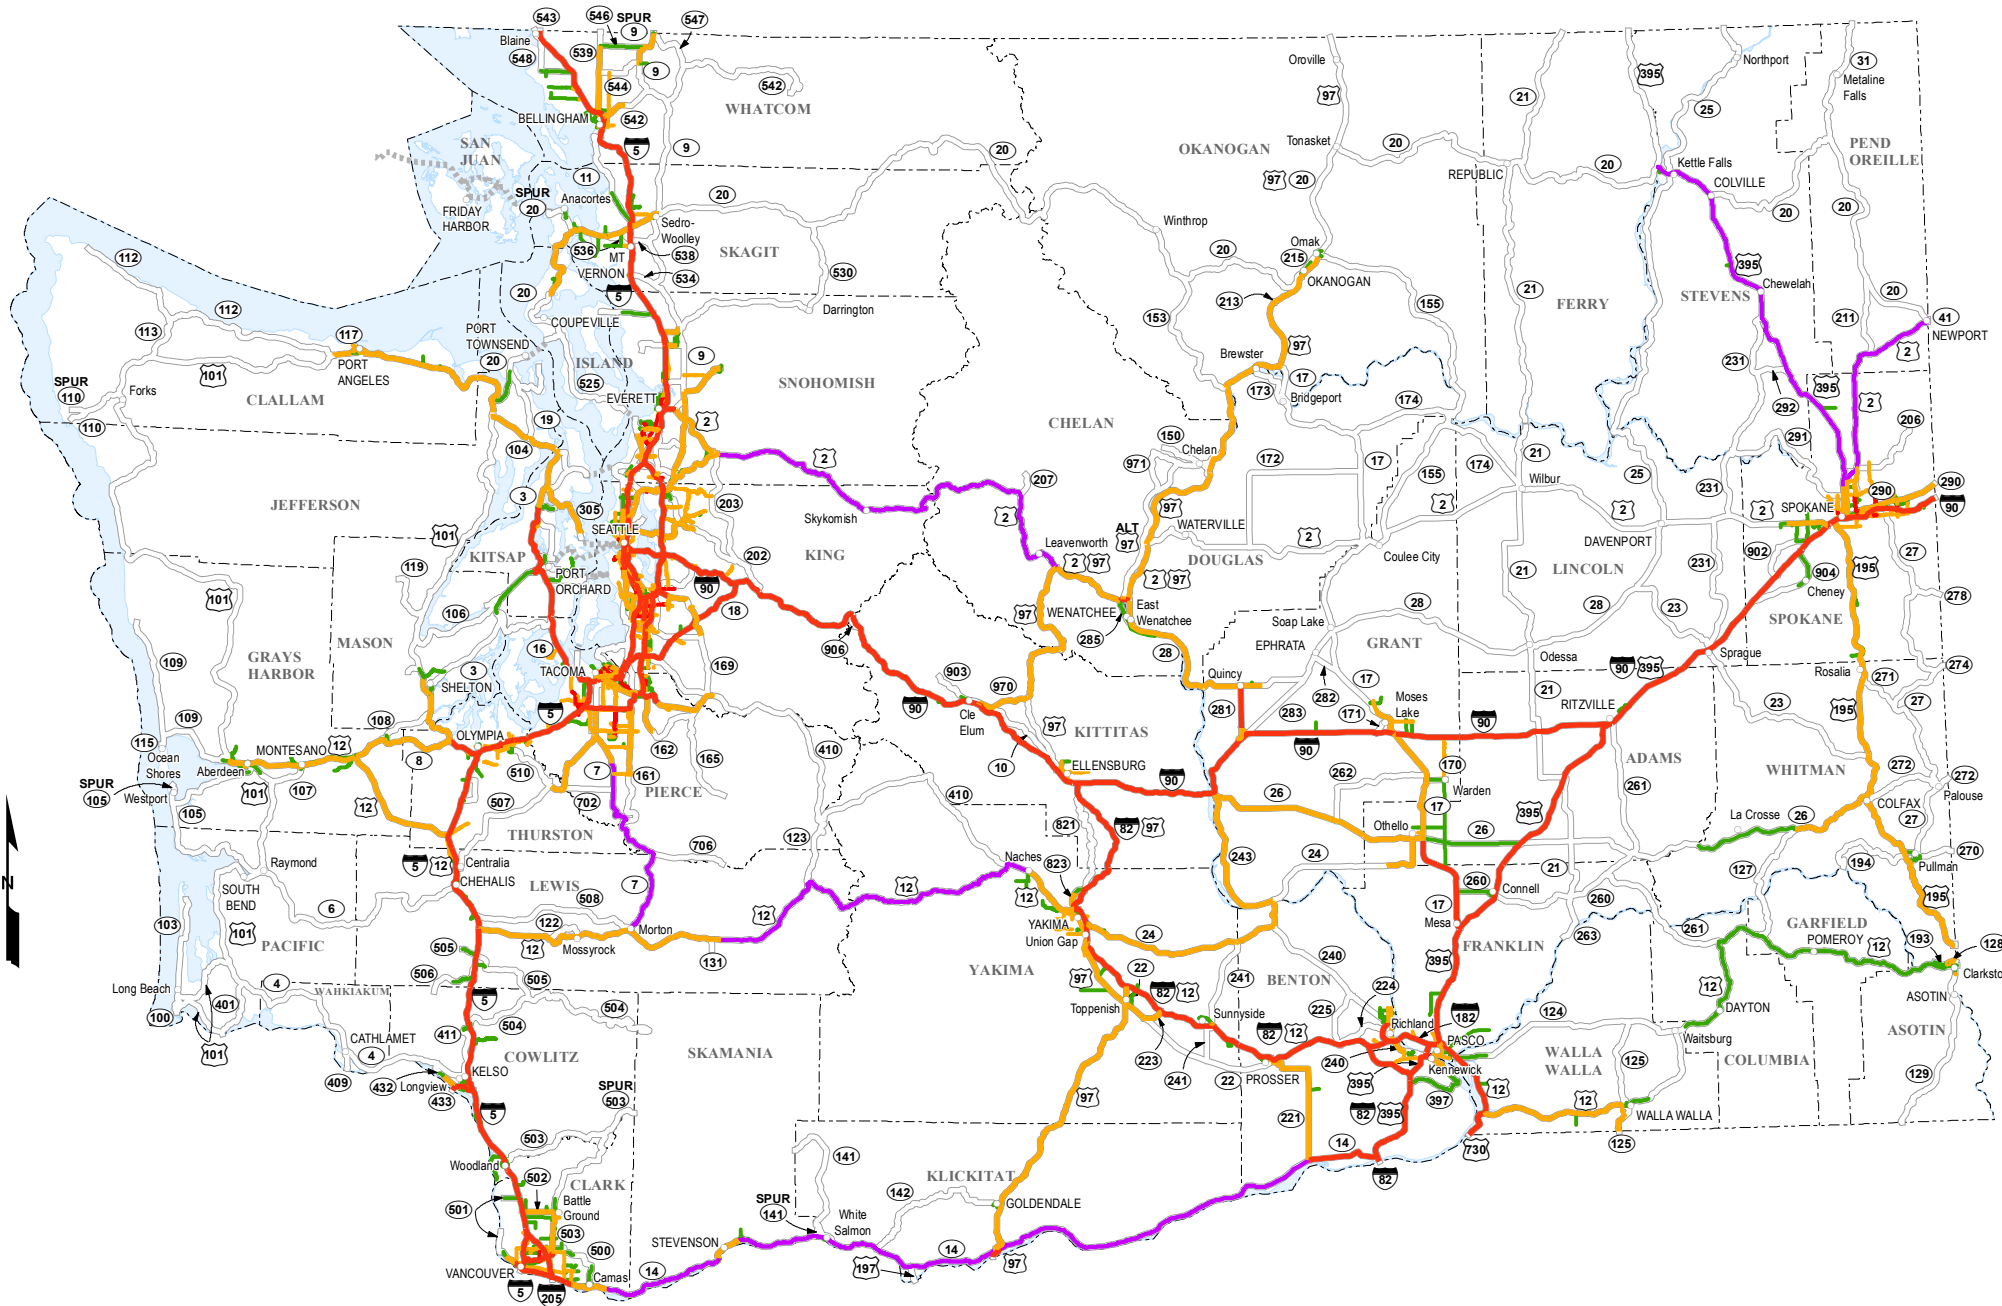 543
546
SPUR
9
547
Blaine
548
539
9
544
542
WHATCOM
BELLINGHAM
542
5
9
SAN
JUAN
11
SPUR
20
Anacortes
FRIDAY
HARBOR
20
20
Sedro-
Woolley
536
MT
VERNON
538
534
SKAGIT
530
5
20
COUPEVILLE
Darrington
112
112
113
117
PORT
ANGELES
101
PORT
TOWNSEND
20
ISLAND
525
9
SNOHOMISH
EVERETT
2
SPUR
110
110
Forks
CLALLAM
19
104
3
305
JEFFERSON
101
KITSAP
SEATTLE
203
2
Skykomish
KING
202
119
106
PORT
ORCHARD
90
18
101
MASON
GRAYS
HARBOR
109
16
TACOMA
169
906
3
SHELTON
5
109
108
115
Ocean
Shores
MONTESANO
12
OLYMPIA
8
510
Aberdeen
SPUR
105
Westport
101
107
105
12
507
7
702
162
161
165
PIERCE
410
THURSTON
5
12
Centralia
CHEHALIS
706
123
Raymond
SOUTH
BEND
LEWIS
7
508
6
122
12
Mossyrock
Morton
131
12
12
103
101
PACIFIC
505
506
505
Long Beach
401
4
WAHKIAKUM
5
504
504
100
101
CATHLAMET
4
411
COWLITZ
SKAMANIA
409
432
Longview
433
KELSO
SPUR
503
5
503
Woodland
502
CLARK
501
Battle
Ground
503
500
VANCOUVER
5
205
Camas
14
STEVENSON
SPUR
141
141
White
Salmon
142
KLICKITAT
GOLDENDALE
197
14
97
Oroville
97
OKANOGAN
Tonasket
20
97
20
REPUBLIC
20
21
395
Northport
25
31
Metaline
Falls
PEND
OREILLE
Kettle Falls
COLVILLE
20
20
20
Winthrop
20
Omak
215
OKANOGAN
213
97
155
153
21
FERRY
STEVENS
395
Chewelah
20
211
41
NEWPORT
2
Brewster
17
173
Bridgeport
174
231
292
395
291
2
206
CHELAN
150
Chelan
971
207
172
17
155
174
21
Wilbur
25
231
2
SPOKANE
290
290
90
97
WATERVILLE
ALT
97
2
2
DAVENPORT
2
Leavenworth
2
97
2
97
DOUGLAS
2
Coulee City
902
904
Cheney
195
27
WENATCHEE
East
Wenatchee
97
285
28
28
Soap Lake
GRANT
EPHRATA
21
LINCOLN
231
28
23
SPOKANE
278
Odessa
90
395
Sprague
903
970
Cle
Elum
90
97
10
KITTITAS
Quincy
281
282
17
283
171
Moses
Lake
21
RITZVILLE
Rosalia
271
274
27
195
23
ELLENSBURG
90
90
90
170
ADAMS
WHITMAN
272
272
Palouse
410
821
82
97
26
262
17
Warden
261
395
COLFAX
27
Othello
26
La Crosse
26
243
24
21
127
194
270
Pullman
Naches
12
823
YAKIMA
Union Gap
24
17
Mesa
260
Connell
260
261
263
GARFIELD
POMEROY
12
195
193
128
Clarksto
ASOTIN
FRANKLIN
YAKIMA
97
22
82
12
241
BENTON
240
395
Toppenish
223
Sunnyside
241
225
224
Richland
182
PASCO
240
Kennewick
395
397
124
12
DAYTON
Waitsburg
WALLA
WALLA
COLUMBIA
ASOTIN
129
82
12
22
PROSSER
97
221
82
395
12
12
125
WALLA WALLA
125
14
730
82
N